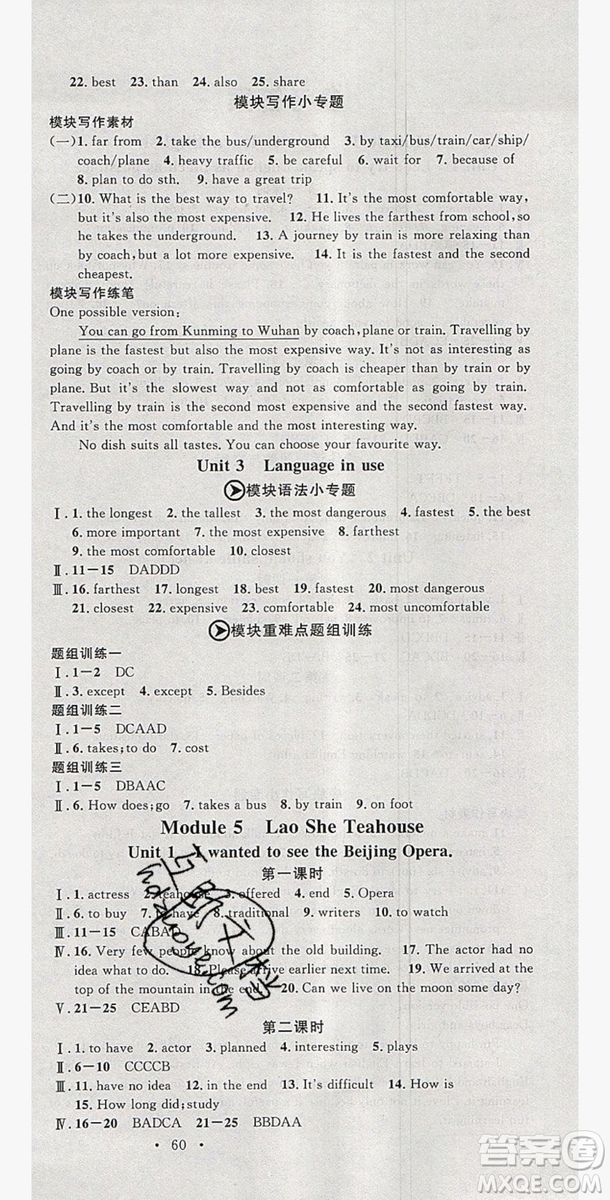 22. best 23. than 24. also 25. share
模块写作小专题
模块写作素材
(一)1. far from 2. take the bus/underground 3. by taxi/bus/train/car/ship/
coach/plane 4. heavy traffic 5. be careful 6. wait for 7. because of
8. plan to do sth. 9. have a great trip
(二)10. What is the best way to travel? 11. It's the most comfortable way,
but it's also the most expensive. 12. He lives the farthest from school, so
he takes the underground. 13. A journey by train is more relaxing than
by coach, but a lot more expensive. 14. It is the fastest and the second
cheapest.
模块写作练笔
One possible version:
You can go from Kunming to Wuhan by coach, plane or train. Travelling by
plane is the fastest but also the most expensive way. It's not as interesting as
going by coach or train. Travelling by coach is cheaper than by train or by
plane. But it's the slowest way and not as comfortable as going by train.
Travelling by train is the second most expensive and the second fastest way.
And it's the most comfortable and the most interesting way.
No dish suits all tastes. You can choose your favourite way.
Unit 3 Language in use
模块语法小专题
Ⅰ. 1. the longest 2. the tallest 3. the most dangerous 4. fastest 5. the best
6. more important 7. the most expensive 8. farthest
9. the most comfortable 10. closest
Ⅱ. 11-15 DADDD
Ⅲ. 16. farthest 17. longest 18. best 19. fastest 20. most dangerous
21. closest 22. most expensive 23. comfortable 24. most comfortable
模块重难点题组训练
题组训练一
Ⅰ. 1-2 DC
Ⅱ. 3. except 4. except 5. Besides
题组训练二
Ⅰ. 1-5 DCAAD
Ⅱ. 6. takes;to do 7. cost
题组训练三
Ⅰ. 1-5 DBAAC
Ⅱ. 6. How does;go 7. takes a bus 8. by train 9. on foot
Module 5 Lao She Teahouse
Unit 1 I wanted to see the Beijing Opera.
第一课时
Ⅰ. 1. actress 2. teahouse 3. offered 4. end 5. Opera
Ⅱ. 6. to buy 7. to have 8. traditional 9. writers 10. to watch
Ⅲ. 11-15 CABAD
Ⅳ. 16. Very few people know about the old building. 17. The actor had no
idea. 18. Please arrive earlier next time. 19. We arrived at the
top of the mountain in the end. 20. Can we live on the moon some day?
Ⅴ. 21-25 CEABD
第二课时
Ⅰ. 1. to have 2. actor 3. planned 4. interesting 5. plays
Ⅱ. 6-10 CCCCB
Ⅲ. 11. have no idea 12. in the end 13. It's difficult 14. How is
15. How long did;study
Ⅳ. 16-20 BADCA 21-25 BBDAA
· 60 ·
答案圈